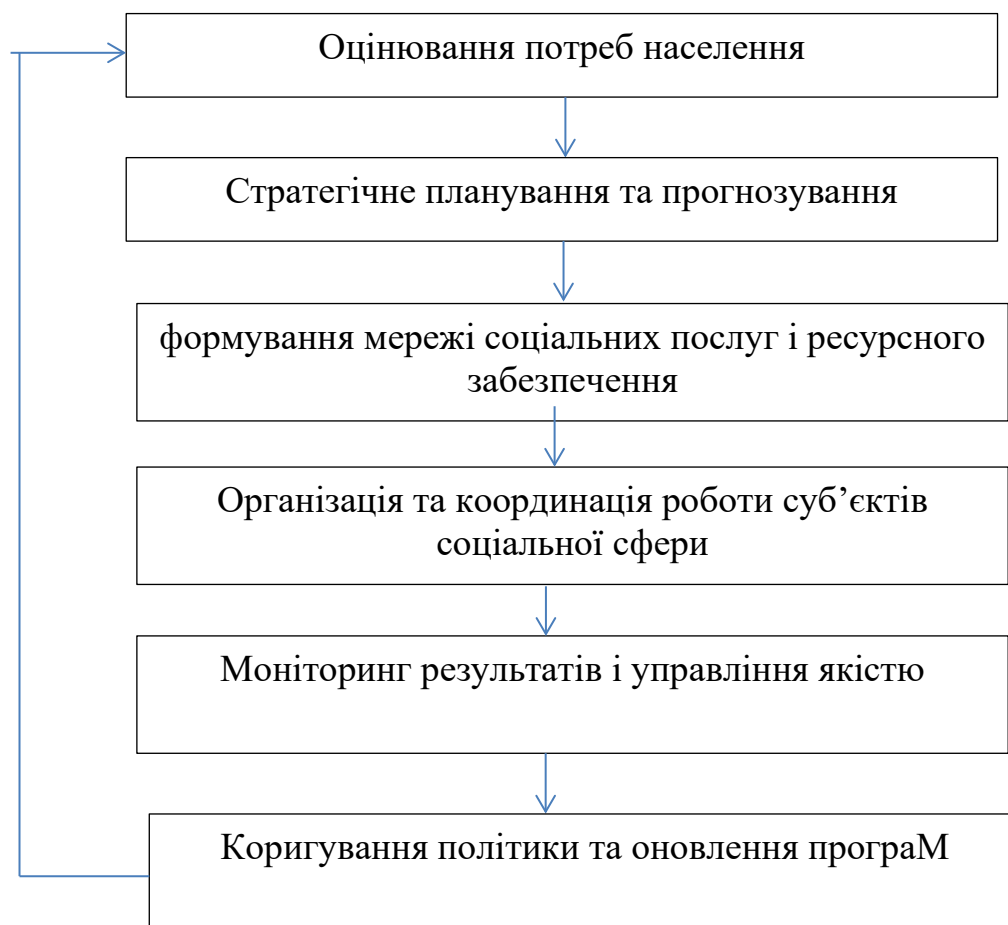 Оцінювання потреб населення
Стратегічне планування та прогнозування
формування мережі соціальних послуг і ресурсного
забезпечення
Організація та координація роботи суб’єктів
соціальної сфери
Моніторинг результатів і управління якістю
Коригування політики та оновлення програМ